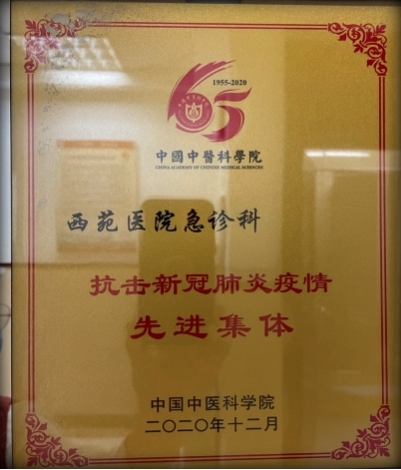 1955-2020
中國中醫科學院
CHINA ACADEMY OF CHINESE MEDICAL SCIENCES
西苑医院急诊科
抗击新冠肺炎疫情
先进集体
中国中医科学院
二〇二〇年十二月